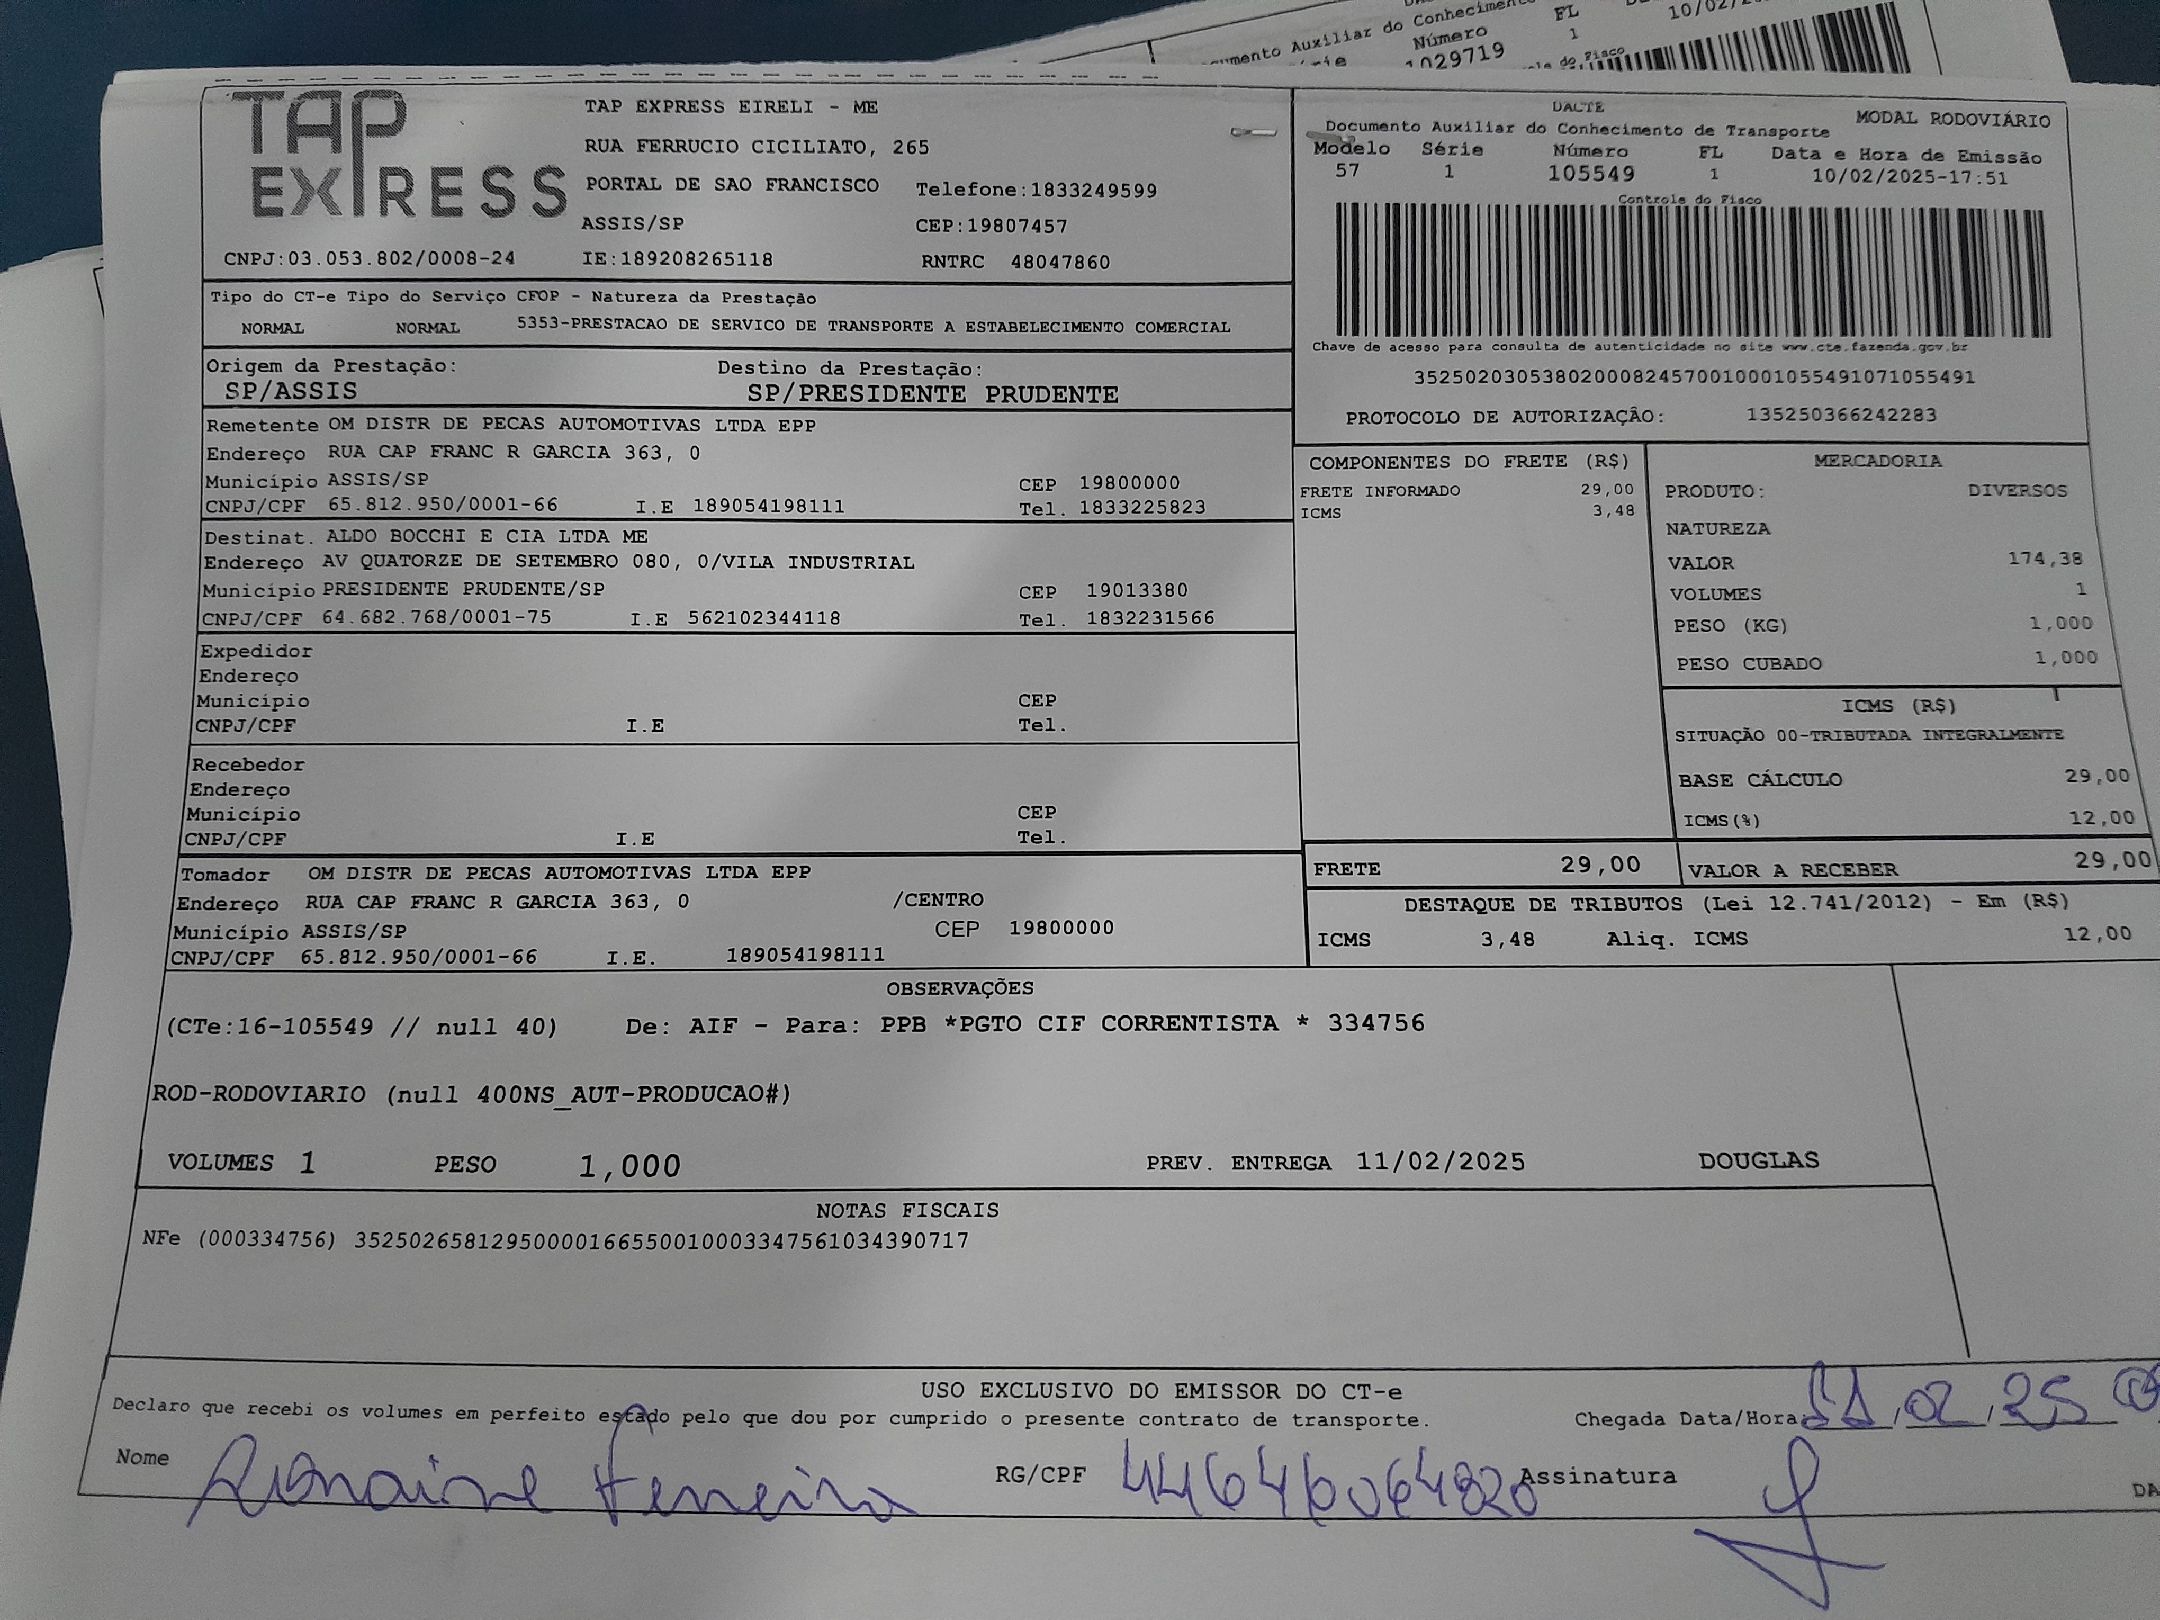 Documento Auxiliar do Conhecimento
Número
FL
1029719
1
10/02/
TAP
EXPRESS
TAP EXPRESS EIRELI - ME
RUA FERRUCIO CICILIATO, 265
PORTAL DE SAO FRANCISCO Telefone:1833249599
ASSIS/SP CEP:19807457
CNPJ:03.053.802/0008-24 IE:189208265118 RNTRC 48047860
DACTE
Documento Auxiliar do Conhecimento de Transporte MODAL RODOVIÁRIO
Modelo Série Número FL Data e Hora de Emissão
57 1 105549 1 10/02/2025-17:51
Controle do Fisco
Chave de acesso para consulta de autenticidade no site www.cte.fazenda.gov.br
35250203053802000824570010001055491071055491
PROTOCOLO DE AUTORIZAÇÃO: 135250366242283
Tipo do CT-e Tipo do Serviço CFOP - Natureza da Prestação
NORMAL NORMAL 5353-PRESTACAO DE SERVICO DE TRANSPORTE A ESTABELECIMENTO COMERCIAL
Origem da Prestação: Destino da Prestação:
SP/ASSIS SP/PRESIDENTE PRUDENTE
Remetente OM DISTR DE PECAS AUTOMOTIVAS LTDA EPP
Endereço RUA CAP FRANC R GARCIA 363, 0
Município ASSIS/SP CEP 19800000
CNPJ/CPF 65.812.950/0001-66 I.E 189054198111 Tel. 1833225823
Destinat. ALDO BOCCHI E CIA LTDA ME
Endereço AV QUATORZE DE SETEMBRO 080, 0/VILA INDUSTRIAL
Município PRESIDENTE PRUDENTE/SP CEP 19013380
CNPJ/CPF 64.682.768/0001-75 I.E 562102344118 Tel. 1832231566
Expedidor
Endereço
Município CEP
CNPJ/CPF I.E Tel.
Recebedor
Endereço
Município CEP
CNPJ/CPF I.E Tel.
Tomador OM DISTR DE PECAS AUTOMOTIVAS LTDA EPP
Endereço RUA CAP FRANC R GARCIA 363, 0 /CENTRO
Município ASSIS/SP CEP 19800000
CNPJ/CPF 65.812.950/0001-66 I.E. 189054198111
COMPONENTES DO FRETE (R$)
FRETE INFORMADO 29,00
ICMS 3,48
MERCADORIA
PRODUTO: DIVERSOS
NATUREZA
VALOR 174,38
VOLUMES 1
PESO (KG) 1,000
PESO CUBADO 1,000
ICMS (R$)
SITUAÇÃO 00-TRIBUTADA INTEGRALMENTE
BASE CÁLCULO 29,00
ICMS(%) 12,00
FRETE 29,00 VALOR A RECEBER 29,00
DESTAQUE DE TRIBUTOS (Lei 12.741/2012) - Em (R$)
ICMS 3,48 Aliq. ICMS 12,00
OBSERVAÇÕES
(CTe:16-105549 // null 40) De: AIF - Para: PPB *PGTO CIF CORRENTISTA * 334756
ROD-RODOVIARIO (null 400NS_AUT-PRODUCAO#)
VOLUMES 1 PESO 1,000 PREV. ENTREGA 11/02/2025 DOUGLAS
NOTAS FISCAIS
NFe (000334756) 35250265812950000166550010003347561034390717
USO EXCLUSIVO DO EMISSOR DO CT-e
Declaro que recebi os volumes em perfeito estado pelo que dou por cumprido o presente contrato de transporte. Chegada Data/Hora 11 02 25
Nome Ferreira RG/CPF 44646064820 Assinatura
DA